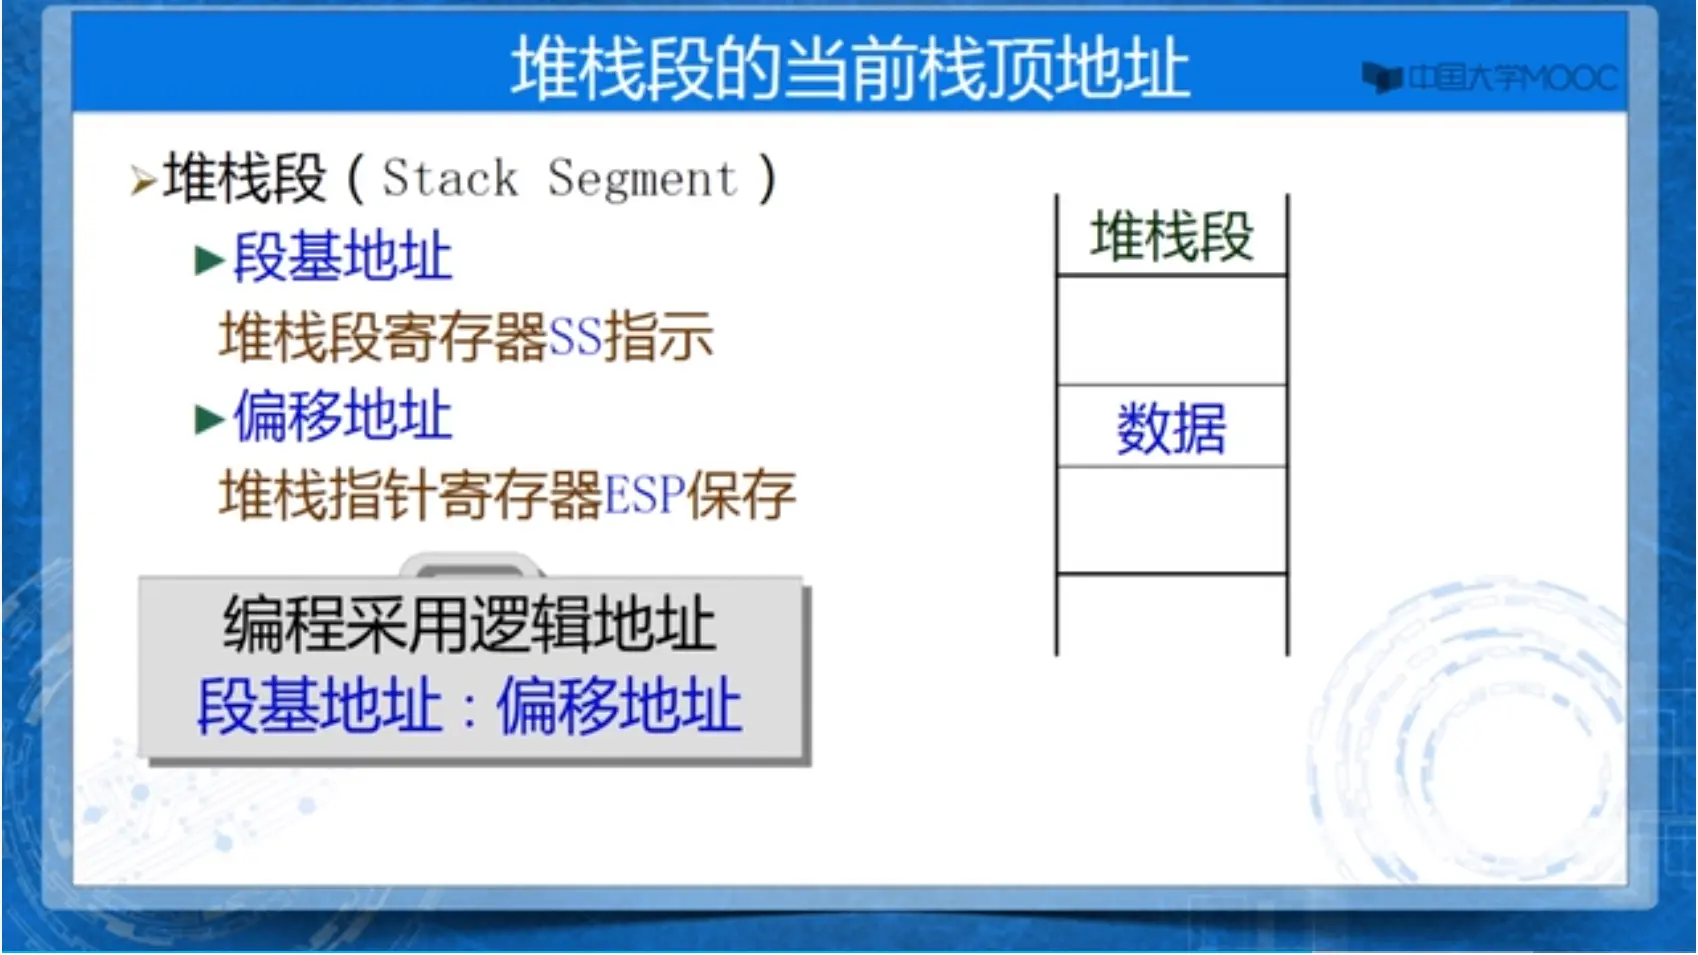 堆栈段的当前栈顶地址
中国大学MOOC
堆栈段（Stack Segment）
段基地址
堆栈段寄存器SS指示
偏移地址
堆栈指针寄存器ESP保存
编程采用逻辑地址
段基地址：偏移地址
堆栈段
数据